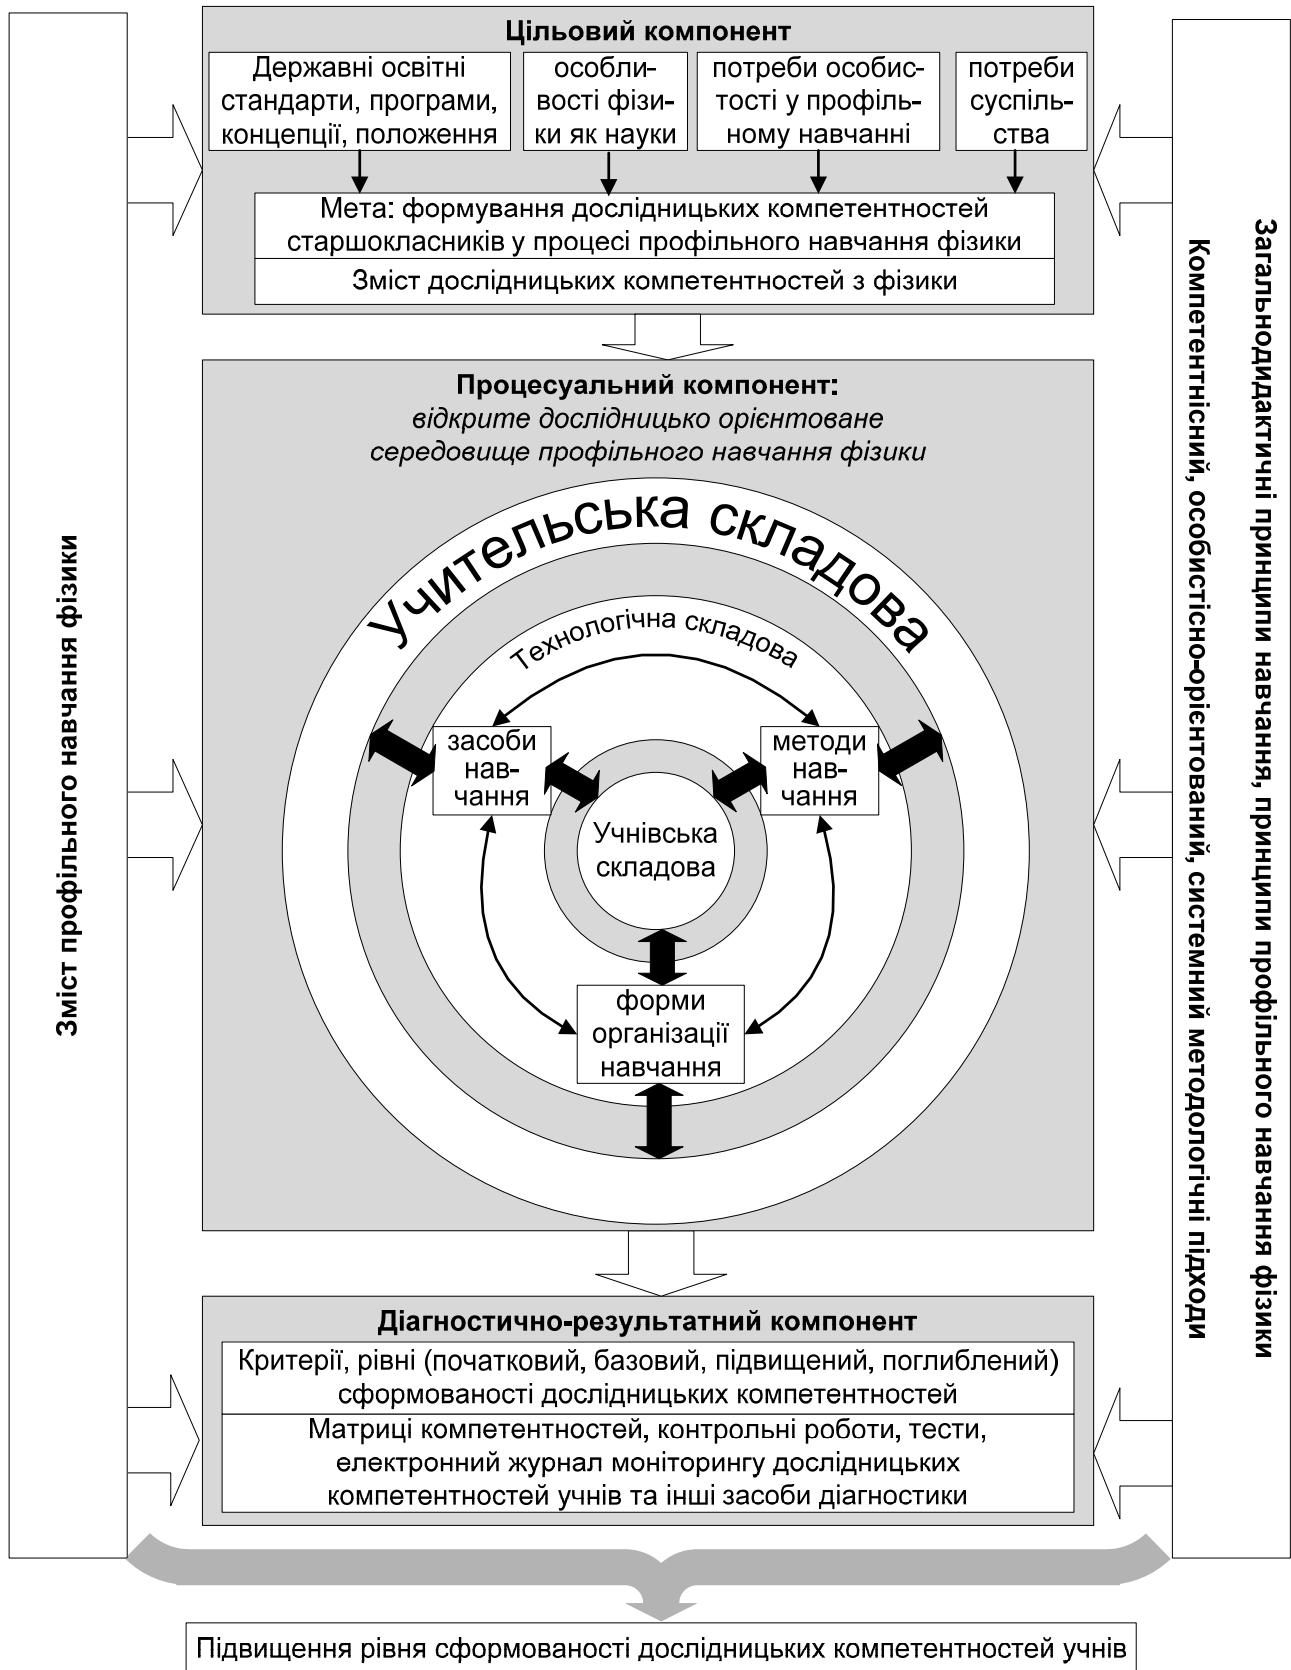 Цільовий компонент
Державні освітні
стандарти, програми,
концепції, положення
особли-
вості фізи-
ки як науки
потреби особис-
тості у профіль-
ному навчанні
потреби
суспіль-
ства
Мета: формування дослідницьких компетентностей
старшокласників у процесі профільного навчання фізики
Зміст дослідницьких компетентностей з фізики
Зміст профільного навчання фізики
Загальнодидактичні принципи навчання, принципи профільного навчання фізики
Компетентнісний, особистісно-орієнтований, системний методологічні підходи
Процесуальний компонент:
відкрите дослідницько орієнтоване
середовище профільного навчання фізики
Учительська складова
Технологічна складова
засоби
нав-
чання
методи
нав-
чання
Учнівська
складова
форми
організації
навчання
Діагностично-результатний компонент
Критерії, рівні (початковий, базовий, підвищений, поглиблений)
сформованості дослідницьких компетентностей
Матриці компетентностей, контрольні роботи, тести,
електронний журнал моніторингу дослідницьких
компетентностей учнів та інші засоби діагностики
Підвищення рівня сформованості дослідницьких компетентностей учнів